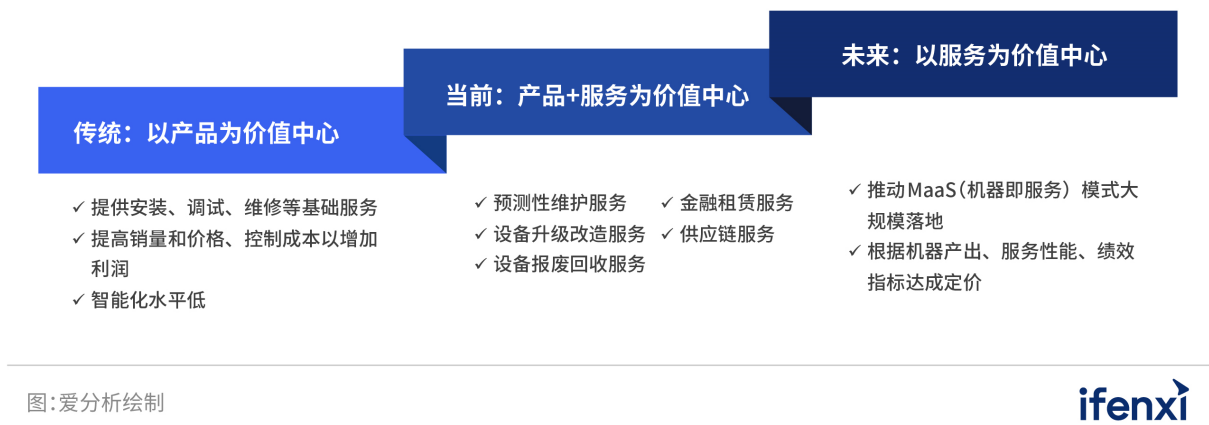 传统：以产品为价值中心
提供安装、调试、维修等基础服务
提高销量和价格、控制成本以增加
利润
智能化水平低
当前：产品+服务为价值中心
预测性维护服务
设备升级改造服务
设备报废回收服务
金融租赁服务
供应链服务
未来：以服务为价值中心
推动MaaS（机器即服务）模式大
规模落地
根据机器产出、服务性能、绩效
指标达成定价
图：爱分析绘制
ifenxi